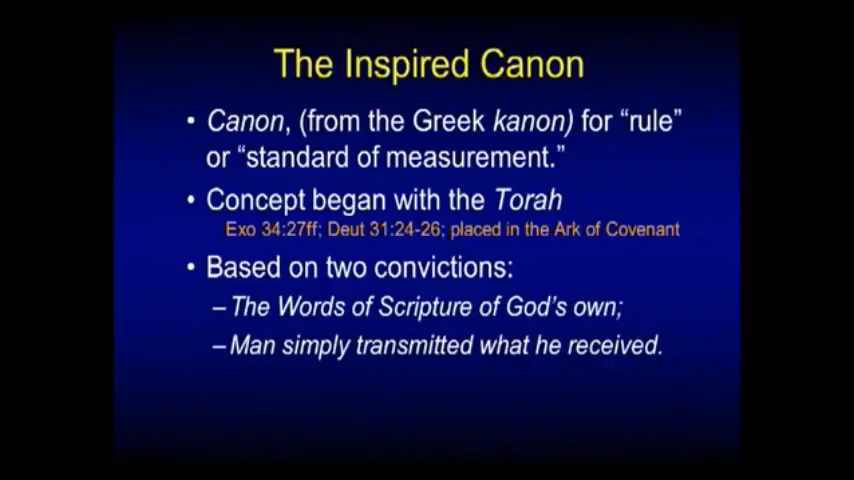 The Inspired Canon
• Canon, (from the Greek kanon) for “rule”
or “standard of measurement.”
• Concept began with the Torah
Exo 34:27ff; Deut 31:24-26; placed in the Ark of Covenant
• Based on two convictions:
– The Words of Scripture of God’s own;
– Man simply transmitted what he received.